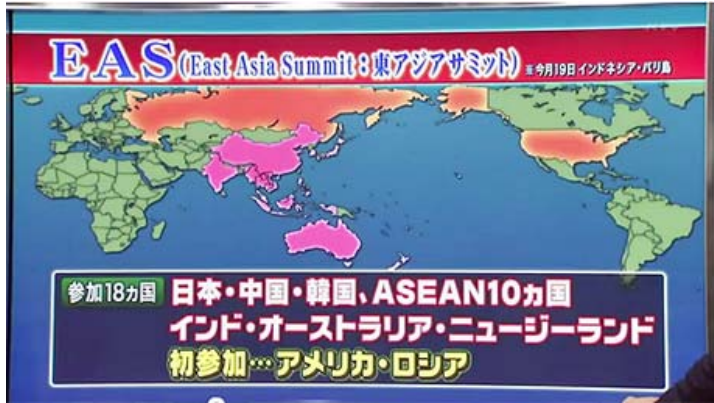 EAS(East Asia Summit:東アジアサミット) ※今月19日 インドネシア・バリ島
参加18ヵ国 日本・中国・韓国、ASEAN10ヵ国
インド・オーストラリア・ニュージーランド
初参加…アメリカ・ロシア